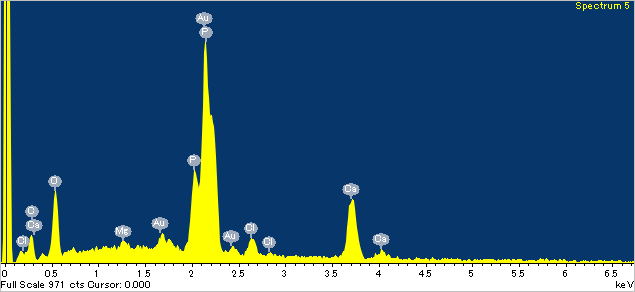 Spectrum 5
Au
P
P
O
C
Ca
Cl
Mg
Au
Au
Cl
Cl
Ca
Ca
0 0.5 1 1.5 2 2.5 3 3.5 4 4.5 5 5.5 6 6.5
Full Scale 971 cts Cursor: 0.000 keV